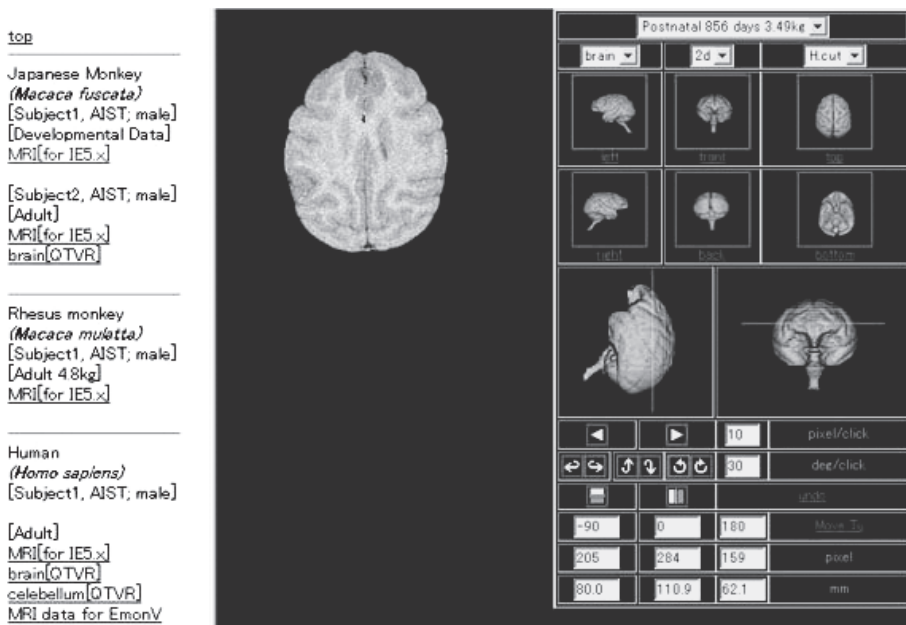 top
Japanese Monkey
(Macaca fuscata)
[Subject1, AIST; male]
[Developmental Data]
MRI[for IE5.x]
[Subject2, AIST; male]
[Adult]
MRI[for IE5.x]
brain[QTVR]
Rhesus monkey
(Macaca mulatta)
[Subject1, AIST; male]
[Adult 4.8kg]
MRI[for IE5.x]
Human
(Homo sapiens)
[Subject1, AIST; male]
[Adult]
MRI[for IE5.x]
brain[QTVR]
celebellum[QTVR]
MRI data for EmonV
Postnatal 856 days 3.49kg
brain 2d H.cut
left front top
right back bottom
10 pixel/click
30 deg/click
undo
-90 0 180 Move To
205 284 159 pixel
80.0 110.9 62.1 mm